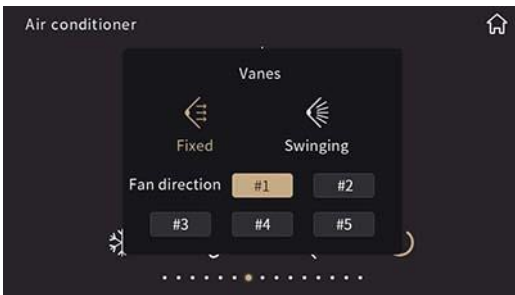 Air conditioner
Vanes
Fixed Swinging
Fan direction #1 #2
#3 #4 #5